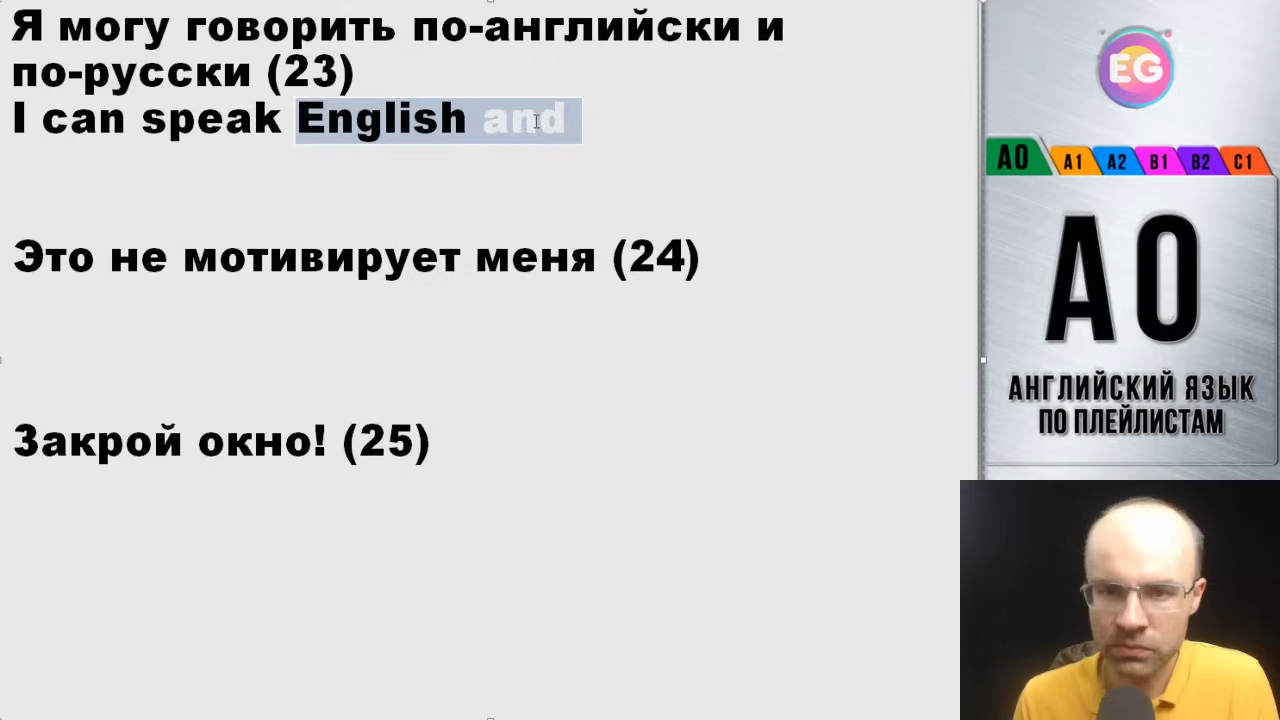 Я могу говорить по-английски и
по-русски (23)
I can speak English and
Это не мотивирует меня (24)
Закрой окно! (25)
EG
A0 A1 A2 B1 B2 C1
A0
АНГЛИЙСКИЙ ЯЗЫК
ПО ПЛЕЙЛИСТАМ